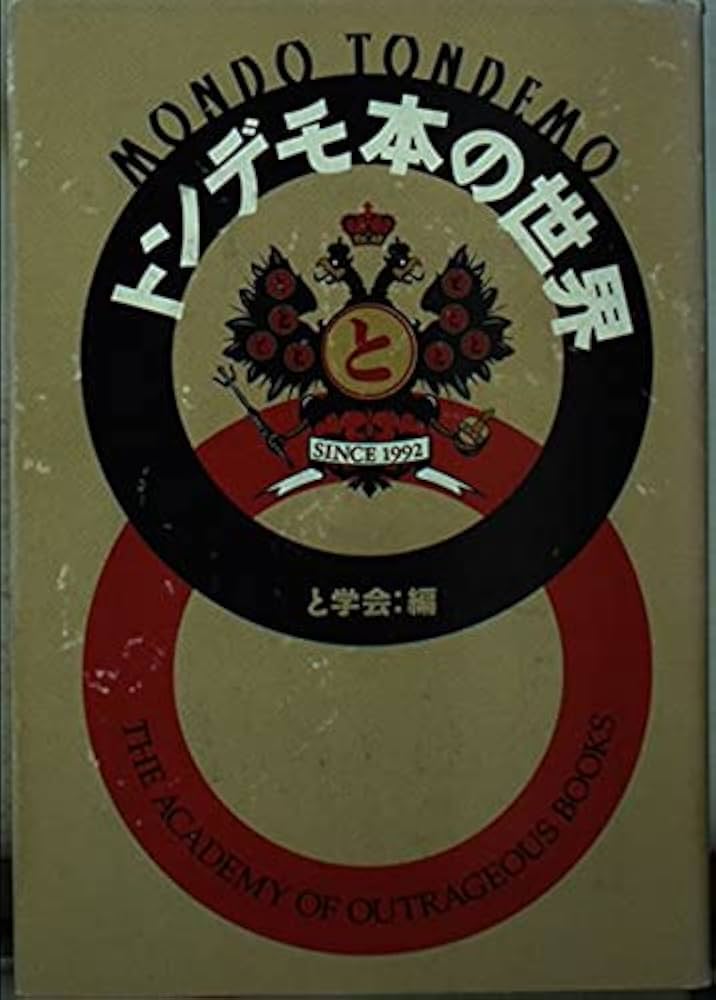 MONDO TONDEMO
トンデモ本の世界
と
SINCE 1992
と学会:編
THE ACADEMY OF OUTRAGEOUS BOOKS